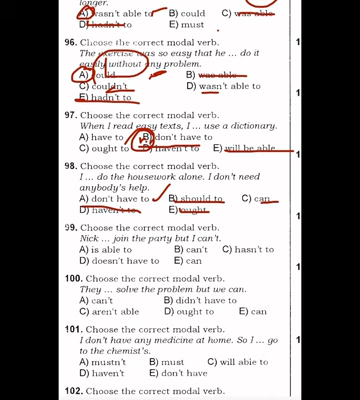 longer.
A) wasn't able to B) could C) was able
D) hadn't to E) must
96. Choose the correct modal verb.
The exercise was so easy that he ... do it
easily without any problem.
A) could B) was able
C) couldn't D) wasn't able to
E) hadn't to
97. Choose the correct modal verb.
When I read easy texts, I ... use a dictionary.
A) have to B) don't have to
C) ought to D) haven't to E) will be able
98. Choose the correct modal verb.
I ... do the housework alone. I don't need
anybody's help.
A) don't have to B) should to C) can
D) haven't to E) ought
99. Choose the correct modal verb.
Nick ... join the party but I can't.
A) is able to B) can't C) hasn't to
D) doesn't have to E) can
100. Choose the correct modal verb.
They ... solve the problem but we can.
A) can't B) didn't have to
C) aren't able D) ought to E) can
101. Choose the correct modal verb.
I don't have any medicine at home. So I ... go
to the chemist's.
A) mustn't B) must C) will able to
D) haven't E) don't have
102. Choose the correct modal verb.
1
1
1
1
1